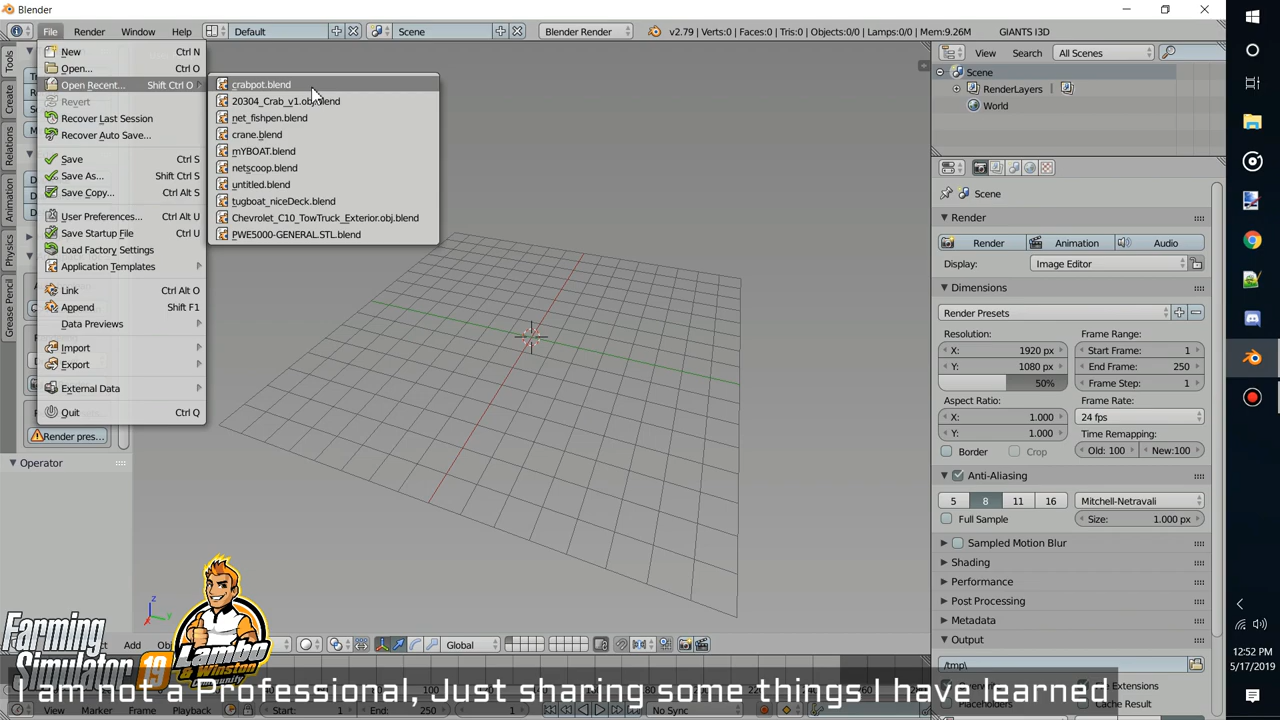 Blender
File Render Window Help Default Scene Blender Render v2.79 | Verts:0 | Faces:0 | Tris:0 | Objects:0/0 | Lamps:0/0 | Mem:9.26M GIANTS I3D
New Ctrl N
Open... Ctrl O
Open Recent... Shift Ctrl O
Revert
Recover Last Session
Recover Auto Save...
Save Ctrl S
Save As... Shift Ctrl S
Save Copy... Ctrl Alt S
User Preferences... Ctrl Alt U
Save Startup File Ctrl U
Load Factory Settings
Application Templates
Link Ctrl Alt O
Append Shift F1
Data Previews
Import
Export
External Data
Quit Ctrl Q
crabpot.blend
20304_Crab_v1.obj.blend
net_fishpen.blend
crane.blend
mYBOAT.blend
netscoop.blend
untitled.blend
tugboat_niceDeck.blend
Chevrolet_C10_TowTruck_Exterior.obj.blend
PWE5000-GENERAL.STL.blend
Tools
Create
Relations
Animation
Physics
Grease Pencil
Render pres...
Operator
View Search All Scenes
Scene
RenderLayers
World
Scene
Render
Render Animation Audio
Display: Image Editor
Dimensions
Render Presets
Resolution: Frame Range:
X: 1920 px Start Frame: 1
Y: 1080 px End Frame: 250
50% Frame Step: 1
Aspect Ratio: Frame Rate:
X: 1.000 24 fps
Y: 1.000 Time Remapping:
Border Crop Old: 100 New:100
Anti-Aliasing
5 8 11 16 Mitchell-Netravali
Full Sample Size: 1.000 px
Sampled Motion Blur
Shading
Performance
Post Processing
Metadata
Output
/tmp\
Cache Result
z
x
y
Add Global
Farming
Simulator 19
Lambo
& Winston
I am not a Professional, Just sharing some things I have learned
View Marker Frame Playback Start: 1 End: 250 1 No Sync
12:52 PM
5/17/2019